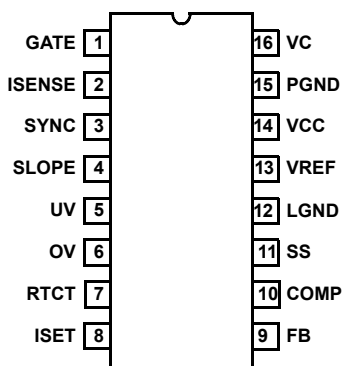 GATE 1 16 VC
ISENSE 2 15 PGND
SYNC 3 14 VCC
SLOPE 4 13 VREF
UV 5 12 LGND
OV 6 11 SS
RTCT 7 10 COMP
ISET 8 9 FB